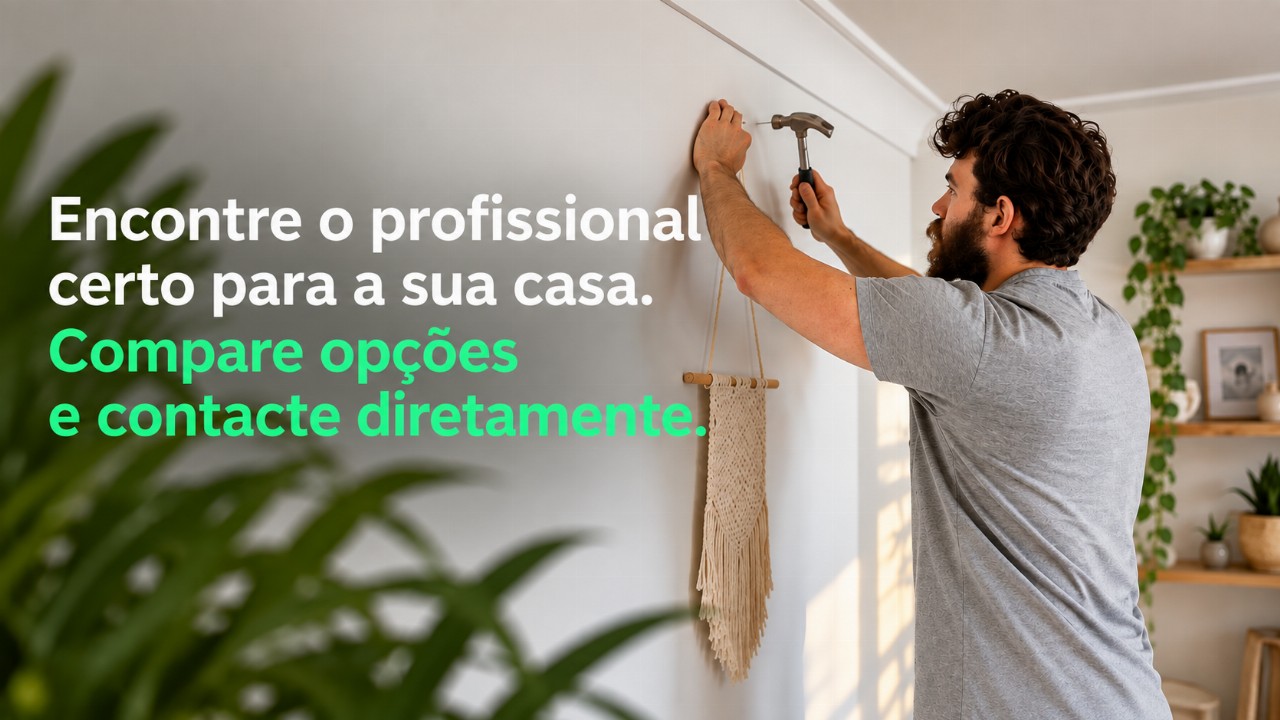 Encontre o profissional
certo para a sua casa.
Compare opções
e contacte diretamente.